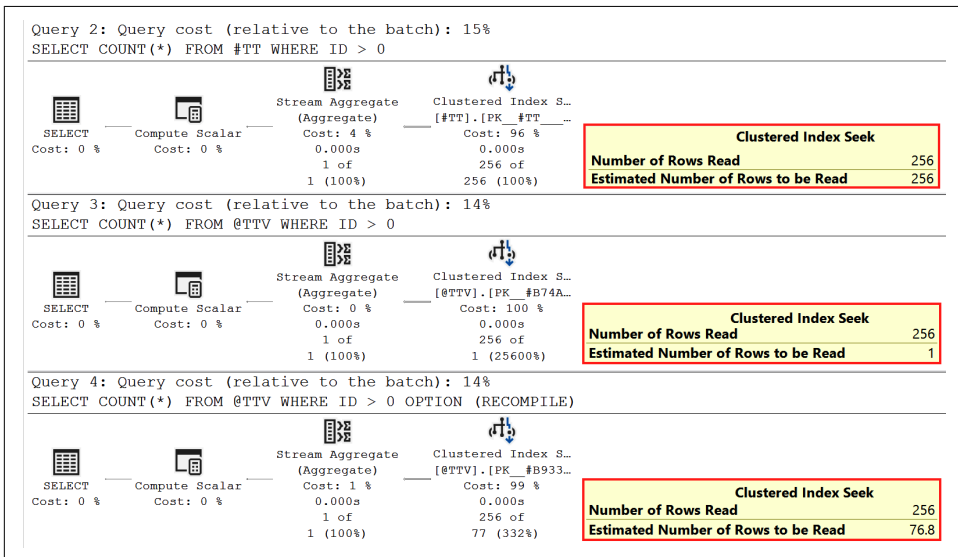 Query 2: Query cost (relative to the batch): 15%
SELECT COUNT(*) FROM #TT WHERE ID > 0
Stream Aggregate Clustered Index S...
(Aggregate) [#TT].[PK__#TT___...
SELECT Compute Scalar Cost: 4 % Cost: 96 %
Cost: 0 % Cost: 0 % 0.000s 0.000s
1 of 256 of
1 (100%) 256 (100%)
Clustered Index Seek
Number of Rows Read 256
Estimated Number of Rows to be Read 256
Query 3: Query cost (relative to the batch): 14%
SELECT COUNT(*) FROM @TTV WHERE ID > 0
Stream Aggregate Clustered Index S...
(Aggregate) [@TTV].[PK__#B74A...
SELECT Compute Scalar Cost: 0 % Cost: 100 %
Cost: 0 % Cost: 0 % 0.000s 0.000s
1 of 256 of
1 (100%) 1 (25600%)
Clustered Index Seek
Number of Rows Read 256
Estimated Number of Rows to be Read 1
Query 4: Query cost (relative to the batch): 14%
SELECT COUNT(*) FROM @TTV WHERE ID > 0 OPTION (RECOMPILE)
Stream Aggregate Clustered Index S...
(Aggregate) [@TTV].[PK__#B933...
SELECT Compute Scalar Cost: 1 % Cost: 99 %
Cost: 0 % Cost: 0 % 0.000s 0.000s
1 of 256 of
1 (100%) 77 (332%)
Clustered Index Seek
Number of Rows Read 256
Estimated Number of Rows to be Read 76.8